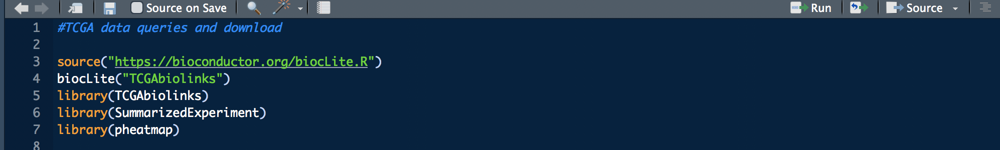 Source on Save Run Source
1 #TCGA data queries and download
2
3 source("https://bioconductor.org/biocLite.R")
4 biocLite("TCGAbiolinks")
5 library(TCGAbiolinks)
6 library(SummarizedExperiment)
7 library(pheatmap)
8